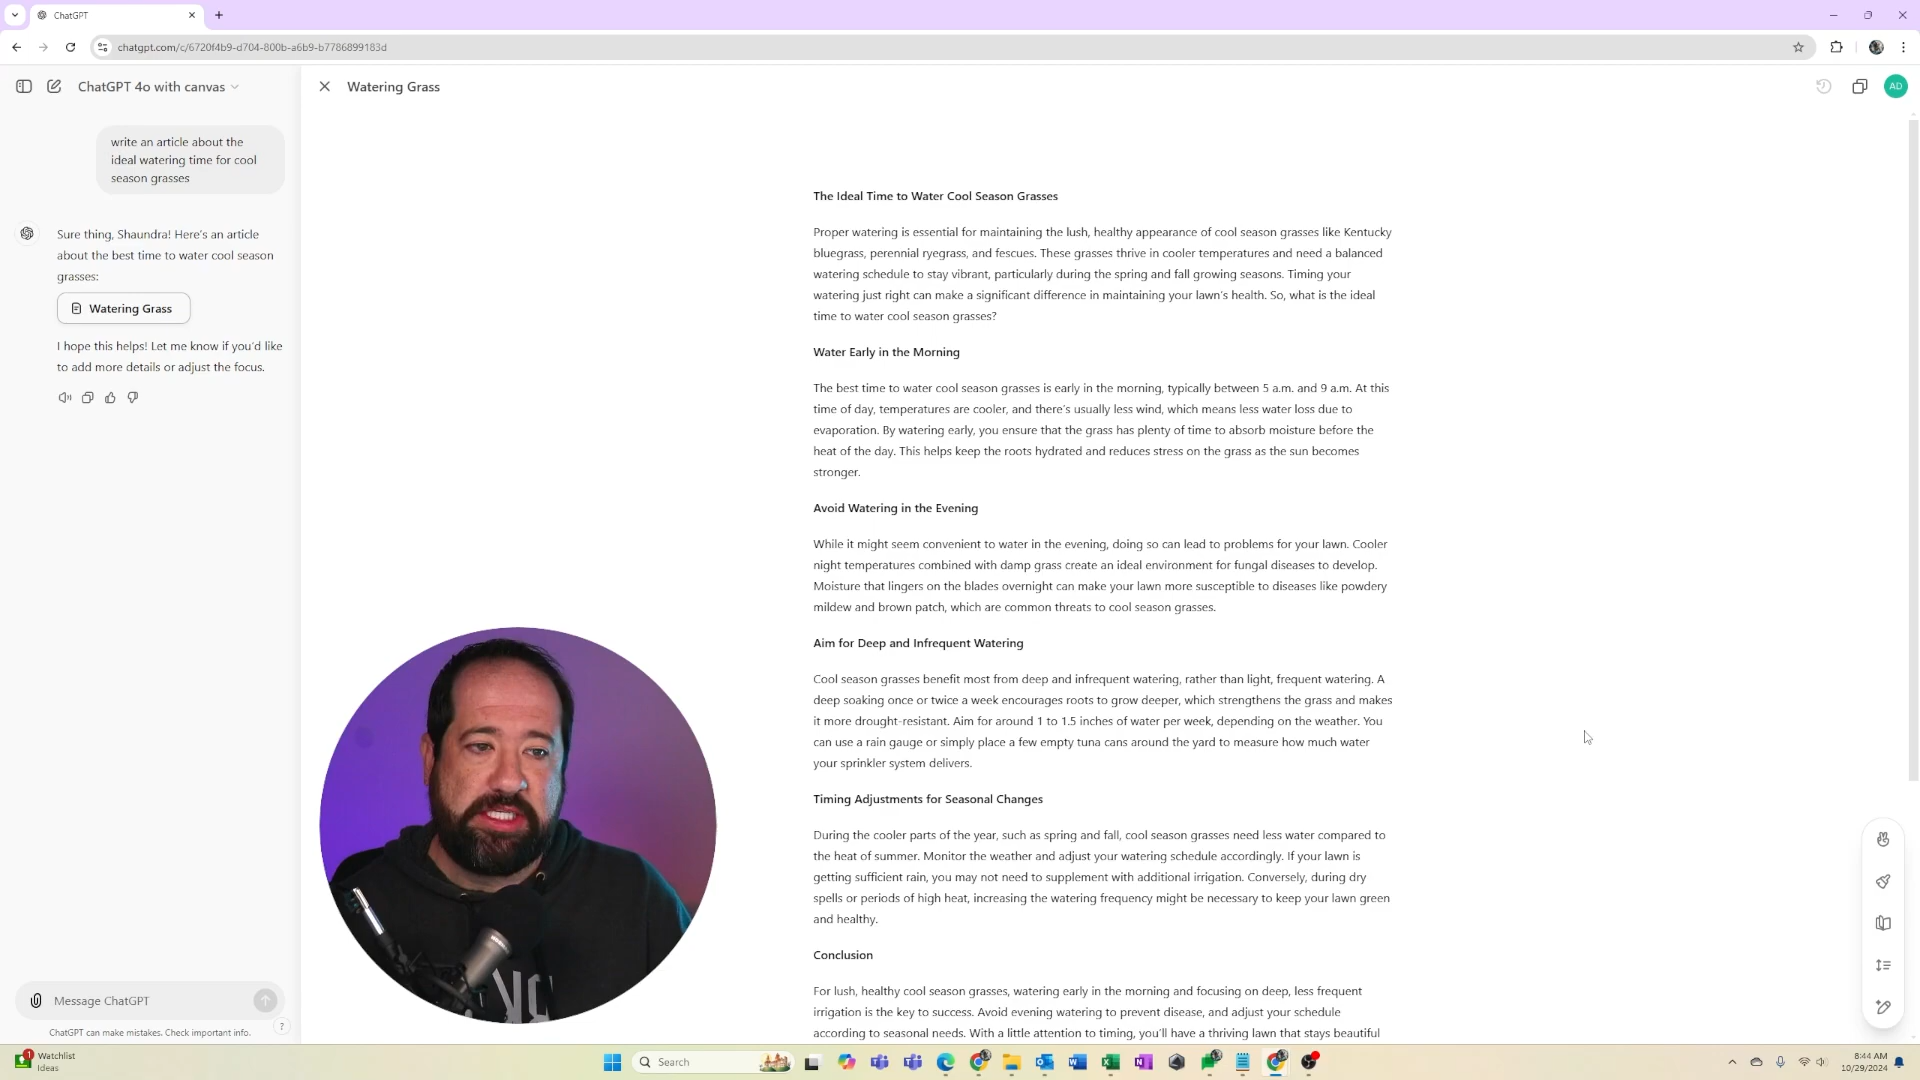 ChatGPT
chatgpt.com/c/6720f4b9-d704-800b-a6b9-b7786899183d
ChatGPT 4o with canvas
Watering Grass
AD
write an article about the
ideal watering time for cool
season grasses
Sure thing, Shaundra! Here's an article
about the best time to water cool season
grasses:
Watering Grass
I hope this helps! Let me know if you'd like
to add more details or adjust the focus.
The Ideal Time to Water Cool Season Grasses
Proper watering is essential for maintaining the lush, healthy appearance of cool season grasses like Kentucky
bluegrass, perennial ryegrass, and fescues. These grasses thrive in cooler temperatures and need a balanced
watering schedule to stay vibrant, particularly during the spring and fall growing seasons. Timing your
watering just right can make a significant difference in maintaining your lawn's health. So, what is the ideal
time to water cool season grasses?
Water Early in the Morning
The best time to water cool season grasses is early in the morning, typically between 5 a.m. and 9 a.m. At this
time of day, temperatures are cooler, and there's usually less wind, which means less water loss due to
evaporation. By watering early, you ensure that the grass has plenty of time to absorb moisture before the
heat of the day. This helps keep the roots hydrated and reduces stress on the grass as the sun becomes
stronger.
Avoid Watering in the Evening
While it might seem convenient to water in the evening, doing so can lead to problems for your lawn. Cooler
night temperatures combined with damp grass create an ideal environment for fungal diseases to develop.
Moisture that lingers on the blades overnight can make your lawn more susceptible to diseases like powdery
mildew and brown patch, which are common threats to cool season grasses.
Aim for Deep and Infrequent Watering
Cool season grasses benefit most from deep and infrequent watering, rather than light, frequent watering. A
deep soaking once or twice a week encourages roots to grow deeper, which strengthens the grass and makes
it more drought-resistant. Aim for around 1 to 1.5 inches of water per week, depending on the weather. You
can use a rain gauge or simply place a few empty tuna cans around the yard to measure how much water
your sprinkler system delivers.
Timing Adjustments for Seasonal Changes
During the cooler parts of the year, such as spring and fall, cool season grasses need less water compared to
the heat of summer. Monitor the weather and adjust your watering schedule accordingly. If your lawn is
getting sufficient rain, you may not need to supplement with additional irrigation. Conversely, during dry
spells or periods of high heat, increasing the watering frequency might be necessary to keep your lawn green
and healthy.
Conclusion
For lush, healthy cool season grasses, watering early in the morning and focusing on deep, less frequent
irrigation is the key to success. Avoid evening watering to prevent disease, and adjust your schedule
according to seasonal needs. With a little attention to timing, you'll have a thriving lawn that stays beautiful
Message ChatGPT
ChatGPT can make mistakes. Check important info.
?
1
Watchlist
Ideas
Search
8:44 AM
10/29/2024